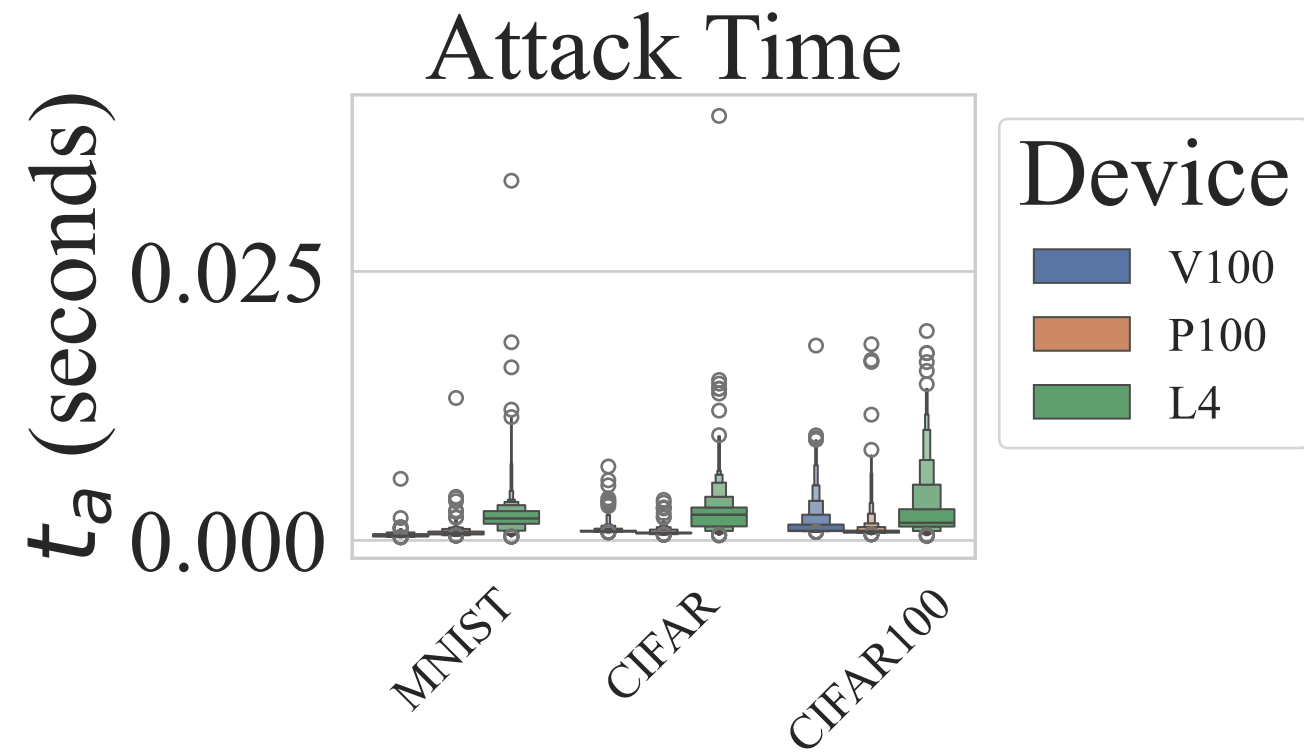 Attack Time
t_a (seconds)
0.025
0.000
MNIST
CIFAR
CIFAR100
Device
V100
P100
L4